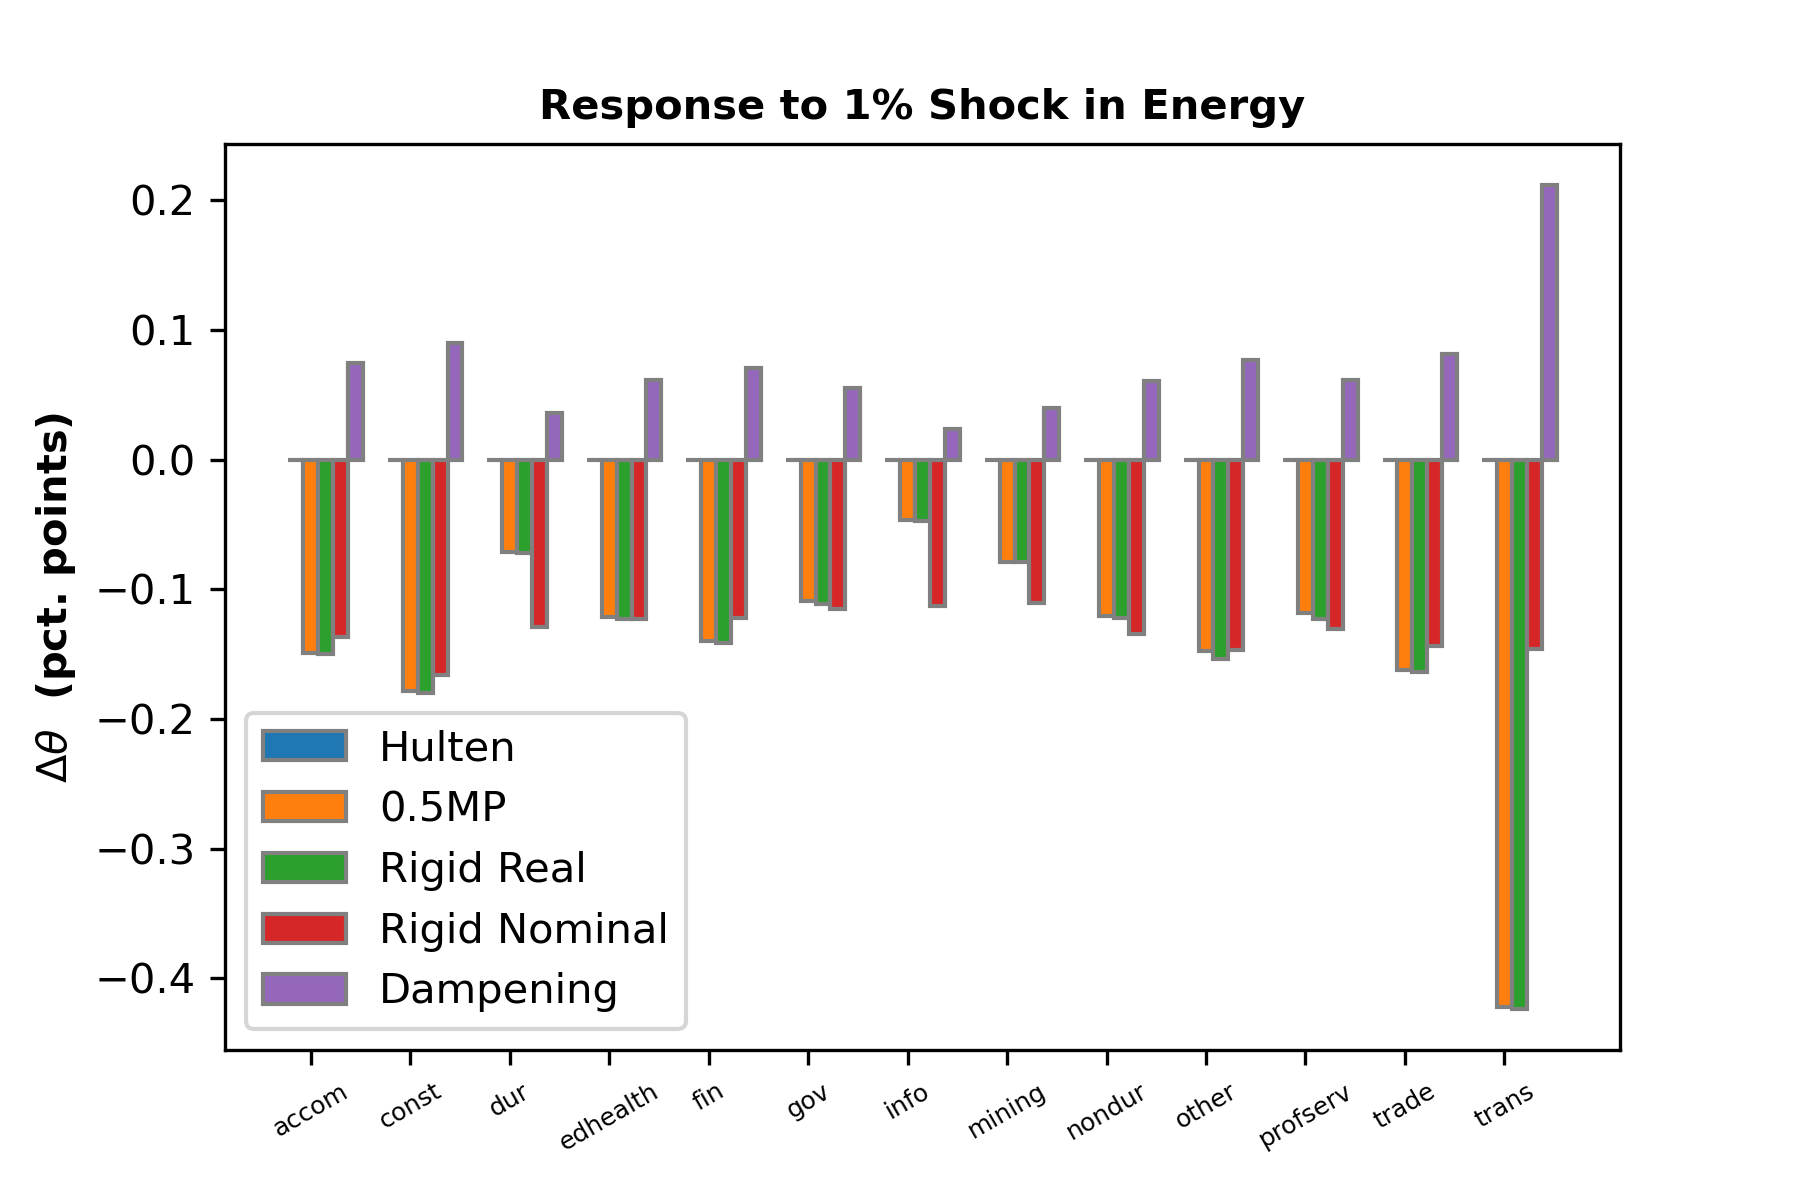 Response to 1% Shock in Energy
Δθ (pct. points)
0.2
0.1
0.0
−0.1
−0.2
−0.3
−0.4
Hulten
0.5MP
Rigid Real
Rigid Nominal
Dampening
accom const dur edhealth fin gov info mining nondur other profserv trade trans